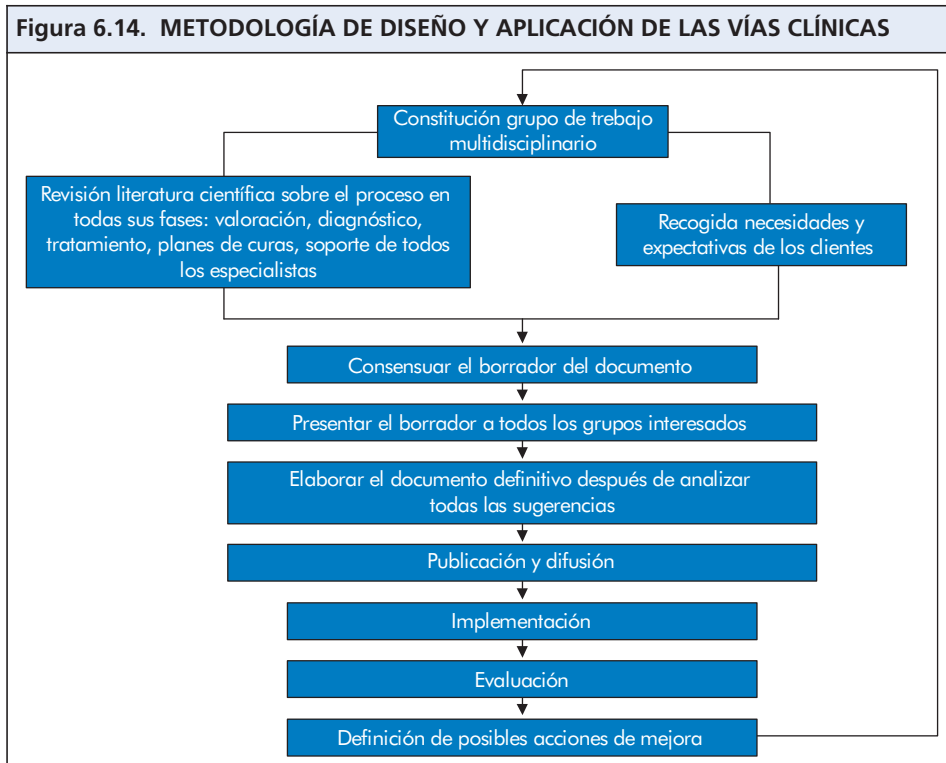 Figura 6.14. METODOLOGÍA DE DISEÑO Y APLICACIÓN DE LAS VÍAS CLÍNICAS
Constitución grupo de trabajo
multidisciplinario
Revisión literatura científica sobre el proceso en
todas sus fases: valoración, diagnóstico,
tratamiento, planes de curas, soporte de todos
los especialistas
Recogida necesidades y
expectativas de los clientes
Consensuar el borrador del documento
Presentar el borrador a todos los grupos interesados
Elaborar el documento definitivo después de analizar
todas las sugerencias
Publicación y difusión
Implementación
Evaluación
Definición de posibles acciones de mejora